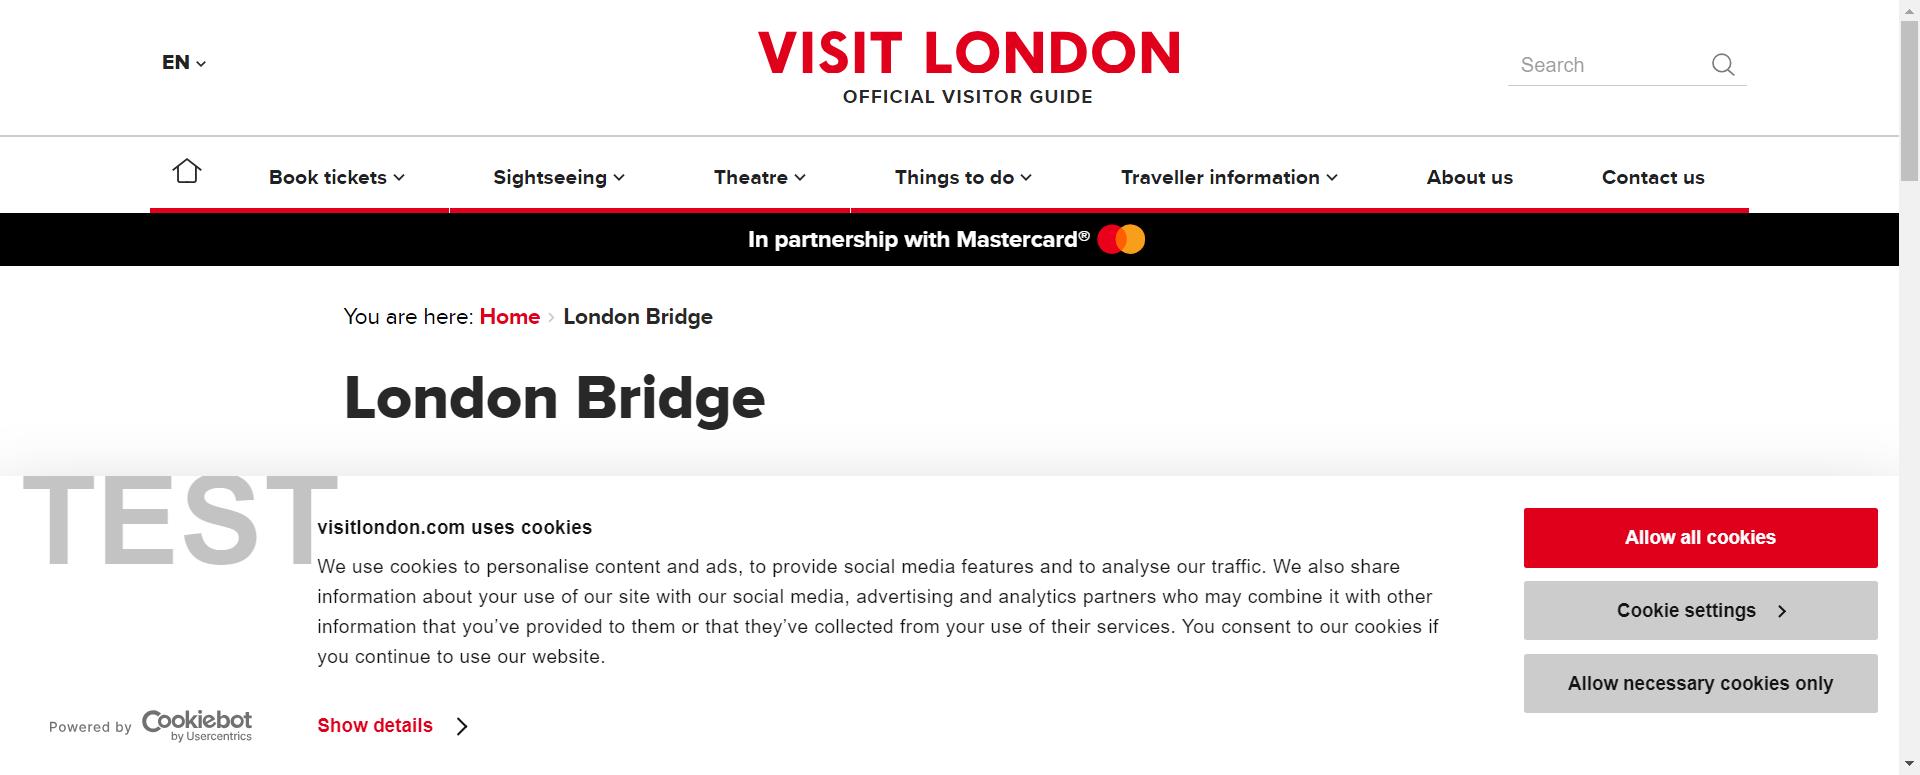 EN
VISIT LONDON
OFFICIAL VISITOR GUIDE
Search
Book tickets
Sightseeing
Theatre
Things to do
Traveller information
About us
Contact us
In partnership with Mastercard®
You are here: Home › London Bridge
London Bridge
TEST
visitlondon.com uses cookies
We use cookies to personalise content and ads, to provide social media features and to analyse our traffic. We also share
information about your use of our site with our social media, advertising and analytics partners who may combine it with other
information that you’ve provided to them or that they’ve collected from your use of their services. You consent to our cookies if
you continue to use our website.
Show details
Allow all cookies
Cookie settings
Allow necessary cookies only
Powered by Cookiebot
by Usercentrics